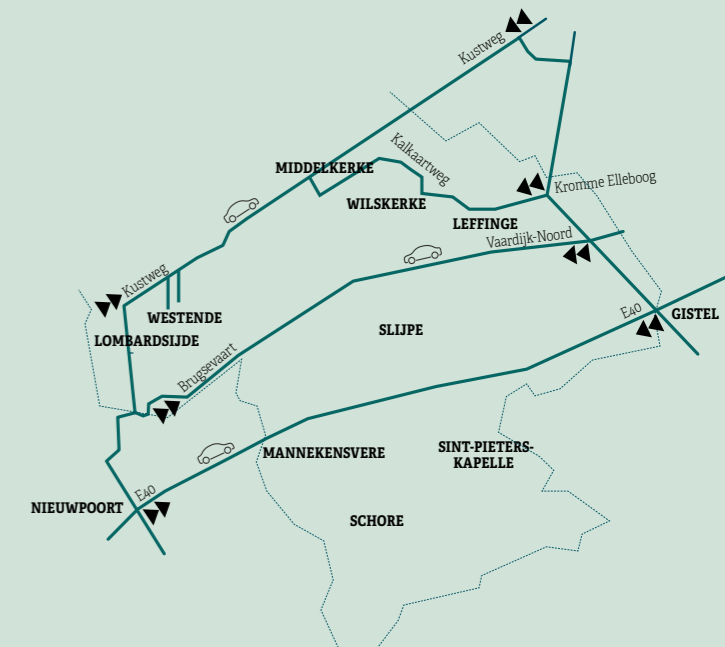 Kustweg
Kalkaartweg
MIDDELKERKE
Kromme Elleboog
WILSKERKE
LEFFINGE
Vaardijk-Noord
Kustweg
E40
GISTEL
WESTENDE
SLIJPE
LOMBARDSIJDE
Brugsevaart
MANNEKENSVERE
SINT-PIETERS-
KAPELLE
E40
NIEUWPOORT
SCHORE